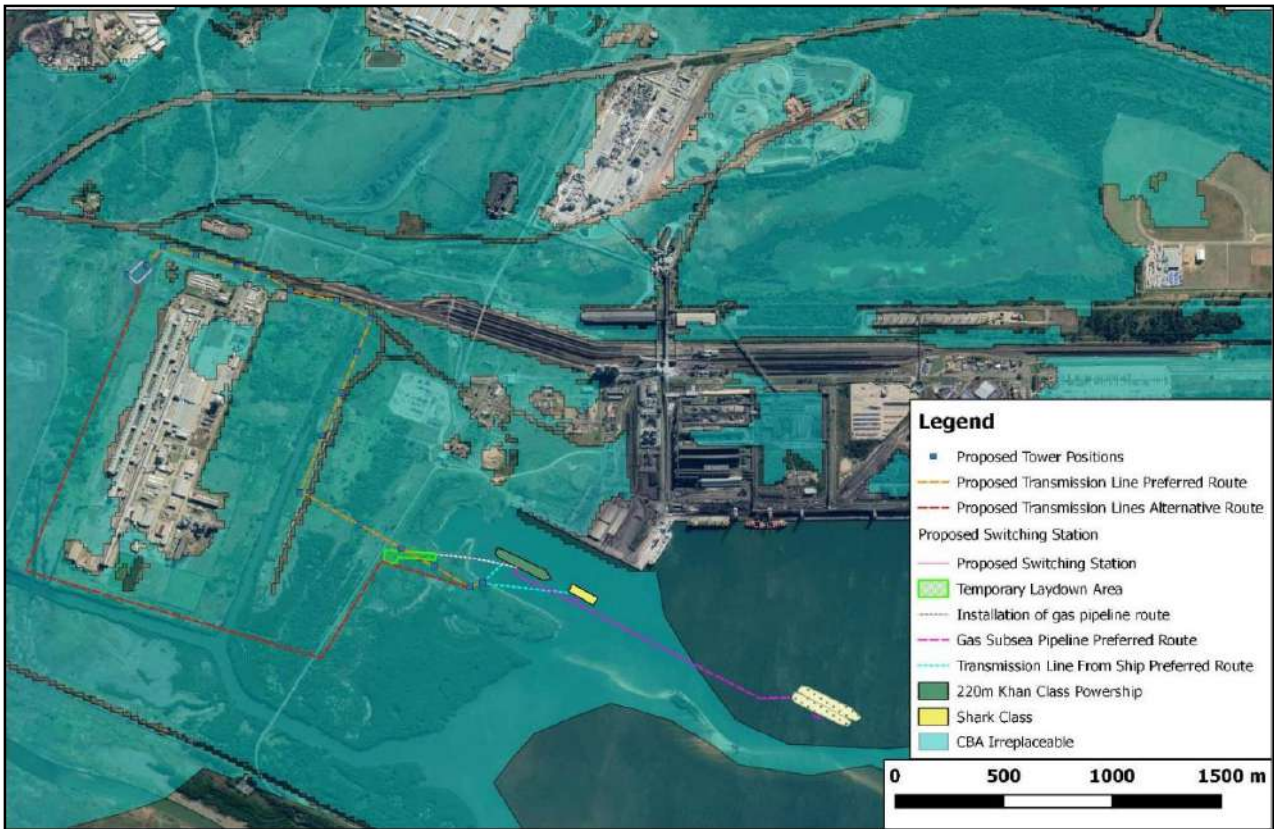 Legend
Proposed Tower Positions
Proposed Transmission Line Preferred Route
Proposed Transmission Lines Alternative Route
Proposed Switching Station
Proposed Switching Station
Temporary Laydown Area
Installation of gas pipeline route
Gas Subsea Pipeline Preferred Route
Transmission Line From Ship Preferred Route
220m Khan Class Powership
Shark Class
CBA Irreplaceable
0 500 1000 1500 m